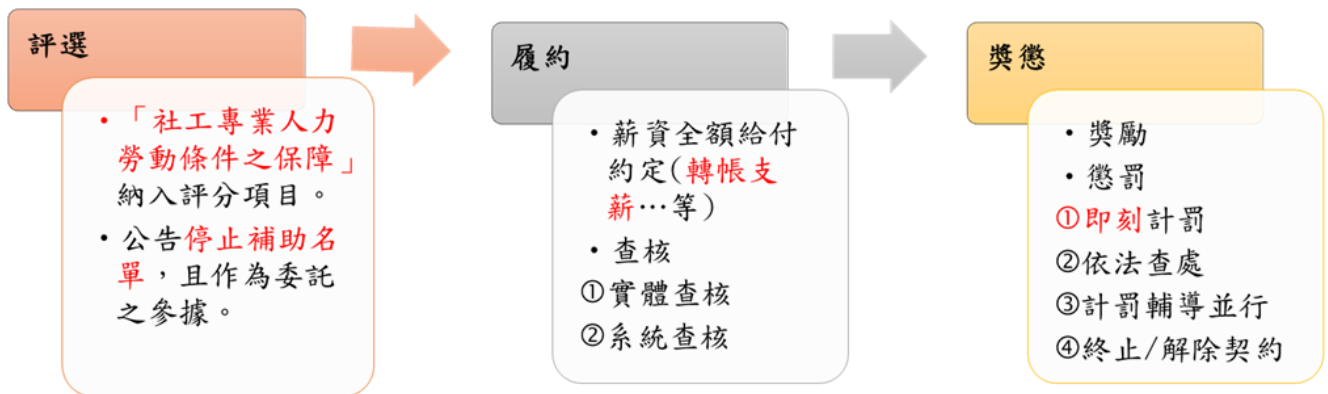 評選
•「社工專業人力
勞動條件之保障」
納入評分項目。
•公告停止補助名
單，且作為委託
之參據。
履約
•薪資全額給付
約定(轉帳支
薪…等)
•查核
①實體查核
②系統查核
獎懲
•獎勵
•懲罰
①即刻計罰
②依法查處
③計罰輔導並行
④終止/解除契約